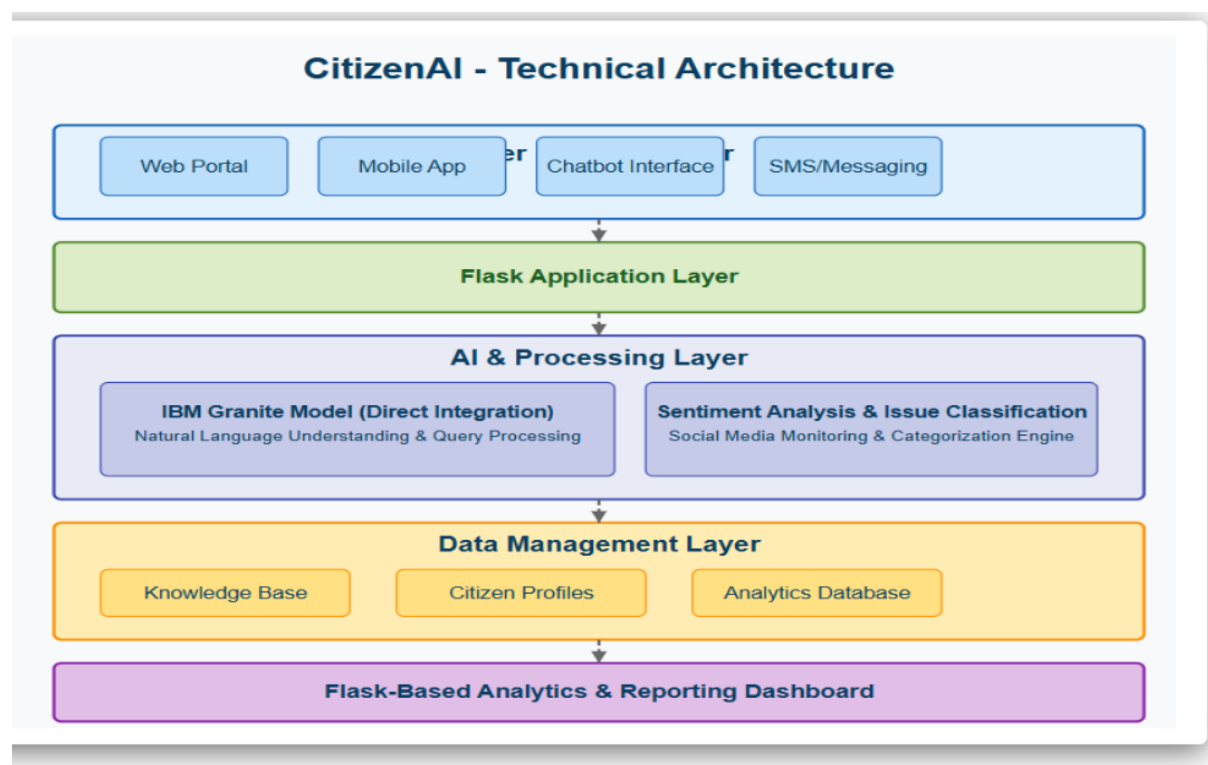 CitizenAI - Technical Architecture
Web Portal
Mobile App
Chatbot Interface
SMS/Messaging
Flask Application Layer
AI & Processing Layer
IBM Granite Model (Direct Integration)
Natural Language Understanding & Query Processing
Sentiment Analysis & Issue Classification
Social Media Monitoring & Categorization Engine
Data Management Layer
Knowledge Base
Citizen Profiles
Analytics Database
Flask-Based Analytics & Reporting Dashboard